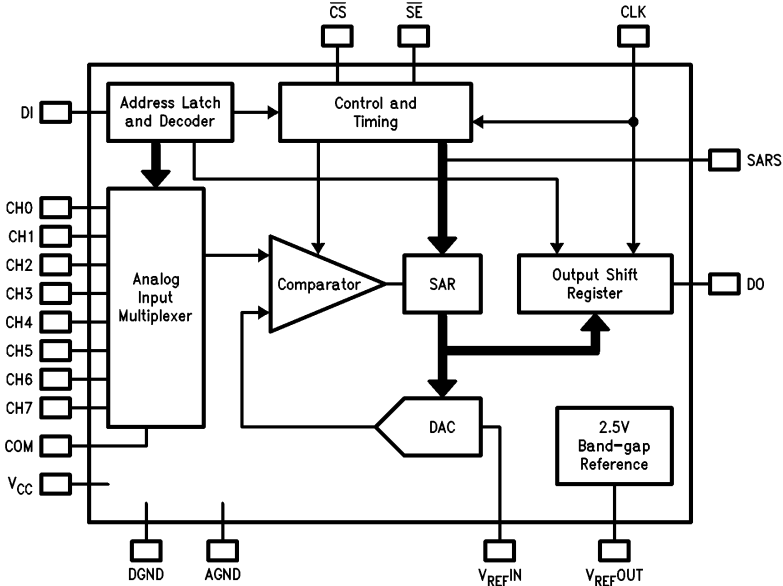 CS
SE
CLK
DI
Address Latch
and Decoder
Control and
Timing
SARS
CH0
CH1
CH2
CH3
CH4
CH5
CH6
CH7
COM
VCC
Analog
Input
Multiplexer
Comparator
SAR
Output Shift
Register
DO
DAC
2.5V
Band-gap
Reference
DGND
AGND
VREFIN
VREFOUT